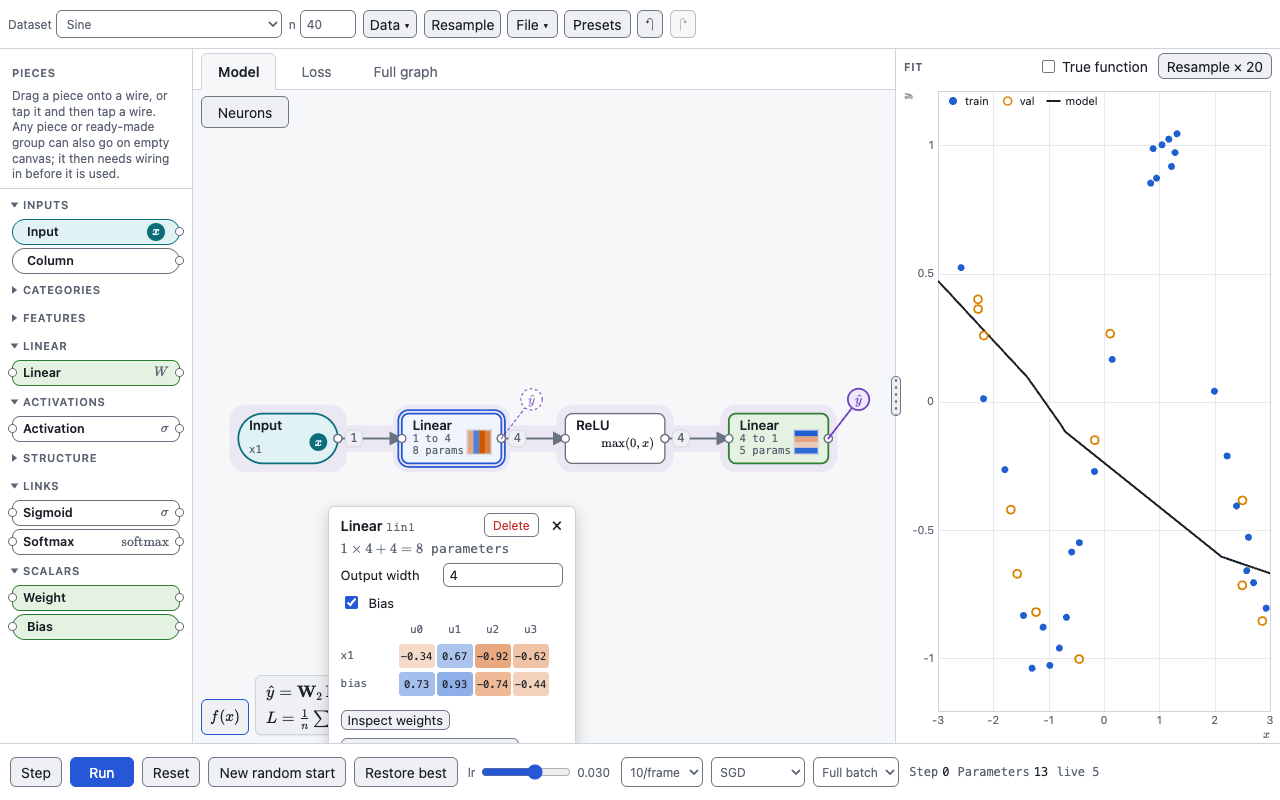 Dataset Sine n 40 Data ▾ Resample File ▾ Presets
PIECES
Drag a piece onto a wire, or
tap it and then tap a wire.
Any piece or ready-made
group can also go on empty
canvas; it then needs wiring
in before it is used.
INPUTS
Input x
Column
CATEGORIES
FEATURES
LINEAR
Linear W
ACTIVATIONS
Activation σ
STRUCTURE
LINKS
Sigmoid σ
Softmax softmax
SCALARS
Weight
Bias
Model Loss Full graph
Neurons
Input
x1
x
1
Linear
1 to 4
8 params
ŷ
4
ReLU
max(0, x)
4
Linear
4 to 1
5 params
ŷ
Linear lin1 Delete ×
1 × 4 + 4 = 8 parameters
Output width 4
Bias
u0 u1 u2 u3
x1 −0.34 0.67 −0.92 −0.62
bias 0.73 0.93 −0.74 −0.44
Inspect weights
f(x)
ŷ = W₂
L = 1/n ∑
FIT True function Resample × 20
train val model
1
0.5
0
-0.5
-1
-3 -2 -1 0 1 2 3
x
Step Run Reset New random start Restore best lr 0.030 10/frame SGD Full batch Step 0 Parameters 13 live 5